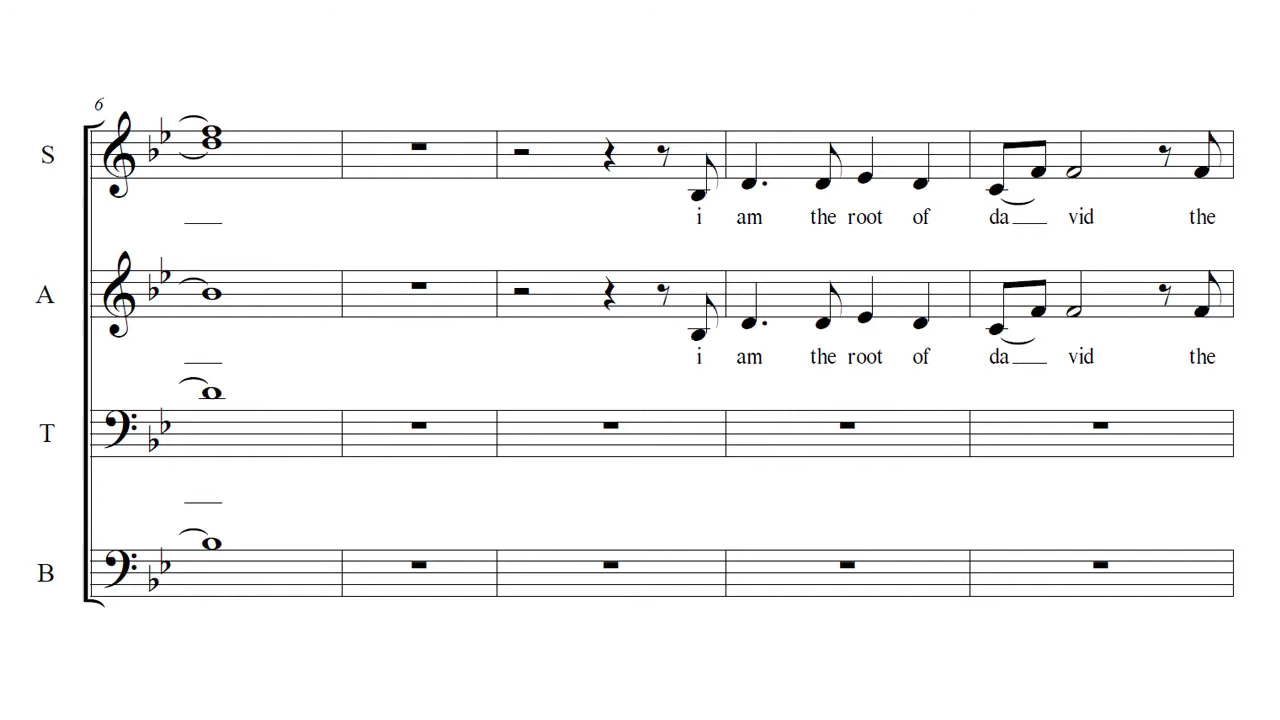 6
S
i am the root of da vid the
A
i am the root of da vid the
T
B